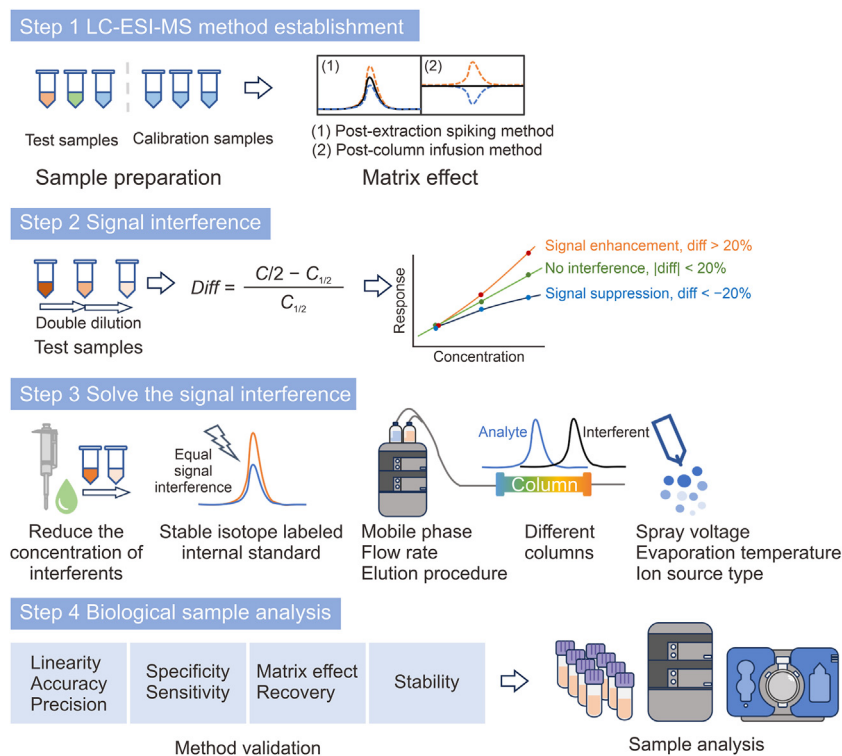 Step 1 LC-ESI-MS method establishment
(1)
(2)
Test samples
Calibration samples
(1) Post-extraction spiking method
(2) Post-column infusion method
Sample preparation
Matrix effect
Step 2 Signal interference
Double dilution
Test samples
Diff = C/2 − C1/2
C1/2
Response
Concentration
Signal enhancement, diff > 20%
No interference, |diff| < 20%
Signal suppression, diff < −20%
Step 3 Solve the signal interference
Equal
signal
interference
Analyte
Interferent
Column
Reduce the
concentration of
interferents
Stable isotope labeled
internal standard
Mobile phase
Flow rate
Elution procedure
Different
columns
Spray voltage
Evaporation temperature
Ion source type
Step 4 Biological sample analysis
Linearity
Accuracy
Precision
Specificity
Sensitivity
Matrix effect
Recovery
Stability
Method validation
Sample analysis